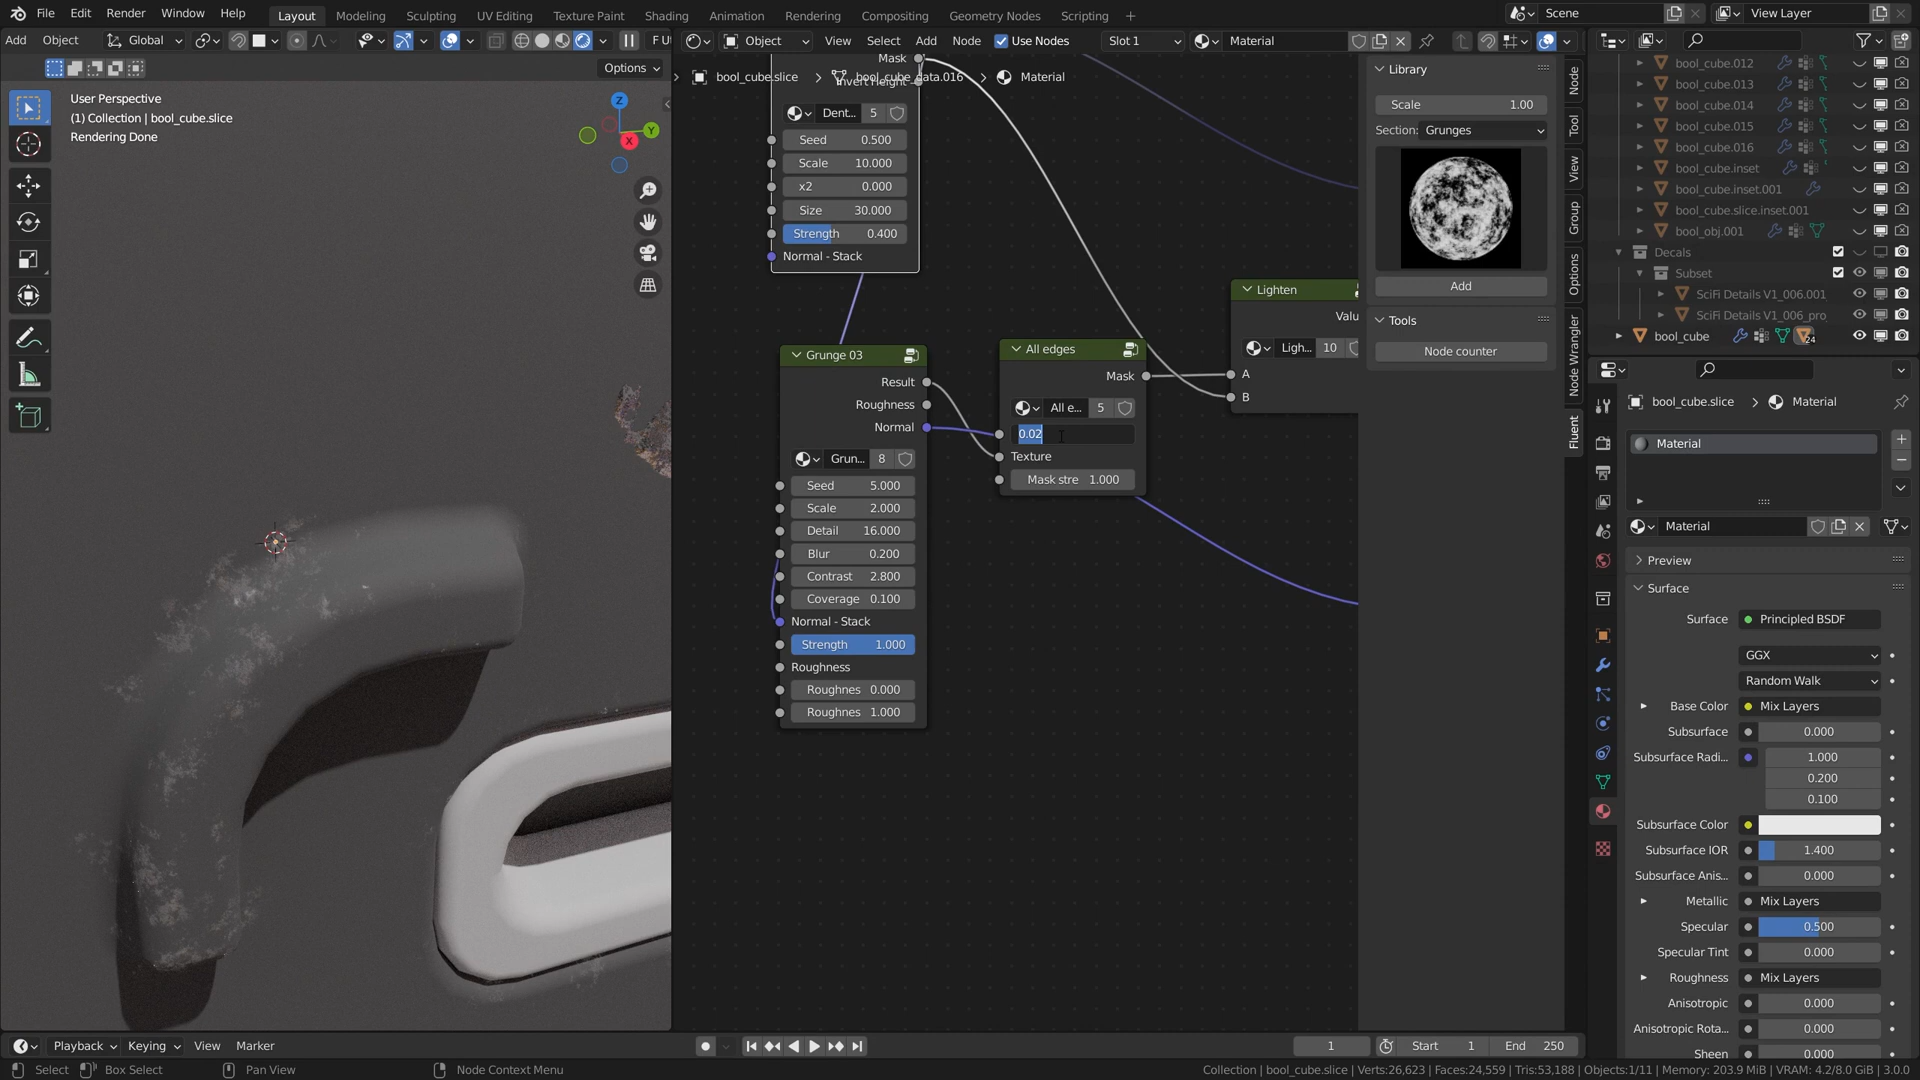 File Edit Render Window Help Layout Modeling Sculpting UV Editing Texture Paint Shading Animation Rendering Compositing Geometry Nodes Scripting + Scene View Layer
Add Object Global F Ut Object View Select Add Node Use Nodes Slot 1 Material
Options
bool_cube.slice > bool_cube_data.016 > Material
User Perspective
(1) Collection | bool_cube.slice
Rendering Done
Z
Y
X
Mask
Invert Height
Dent... 5
Seed 0.500
Scale 10.000
x2 0.000
Size 30.000
Strength 0.400
Normal - Stack
Grunge 03
Result
Roughness
Normal
Grun... 8
Seed 5.000
Scale 2.000
Detail 16.000
Blur 0.200
Contrast 2.800
Coverage 0.100
Normal - Stack
Strength 1.000
Roughness
Roughnes 0.000
Roughnes 1.000
All edges
Mask
All e... 5
0.02
Texture
Mask stre 1.000
Lighten
Valu
Ligh... 10
A
B
Library
Scale 1.00
Section: Grunges
Add
Tools
Node counter
Node
Tool
View
Group
Options
Node Wrangler
Fluent
bool_cube.012
bool_cube.013
bool_cube.014
bool_cube.015
bool_cube.016
bool_cube.inset
bool_cube.inset.001
bool_cube.slice.inset.001
bool_obj.001
Decals
Subset
SciFi Details V1_006.001
SciFi Details V1_006_pro
bool_cube 24
bool_cube.slice > Material
Material
Material
Preview
Surface
Surface Principled BSDF
GGX
Random Walk
Base Color Mix Layers
Subsurface 0.000
Subsurface Radi... 1.000
0.200
0.100
Subsurface Color
Subsurface IOR 1.400
Subsurface Anis... 0.000
Metallic Mix Layers
Specular 0.500
Specular Tint 0.000
Roughness Mix Layers
Anisotropic 0.000
Anisotropic Rota... 0.000
Sheen 0.000
Playback Keying View Marker 1 Start 1 End 250
Select Box Select Pan View Node Context Menu Collection | bool_cube.slice | Verts:26,623 | Faces:24,559 | Tris:53,188 | Objects:1/11 | Memory: 203.9 MiB | VRAM: 4.2/8.0 GiB | 3.0.0